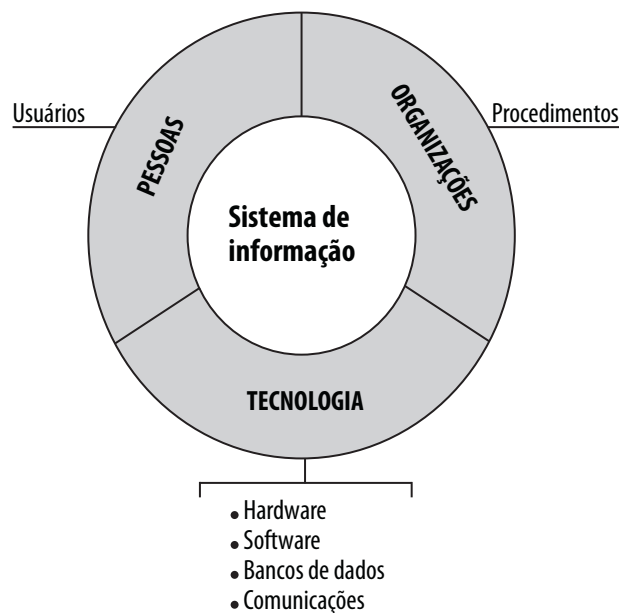 Usuários
PESSOAS
ORGANIZAÇÕES
Procedimentos
Sistema de
informação
TECNOLOGIA
• Hardware
• Software
• Bancos de dados
• Comunicações